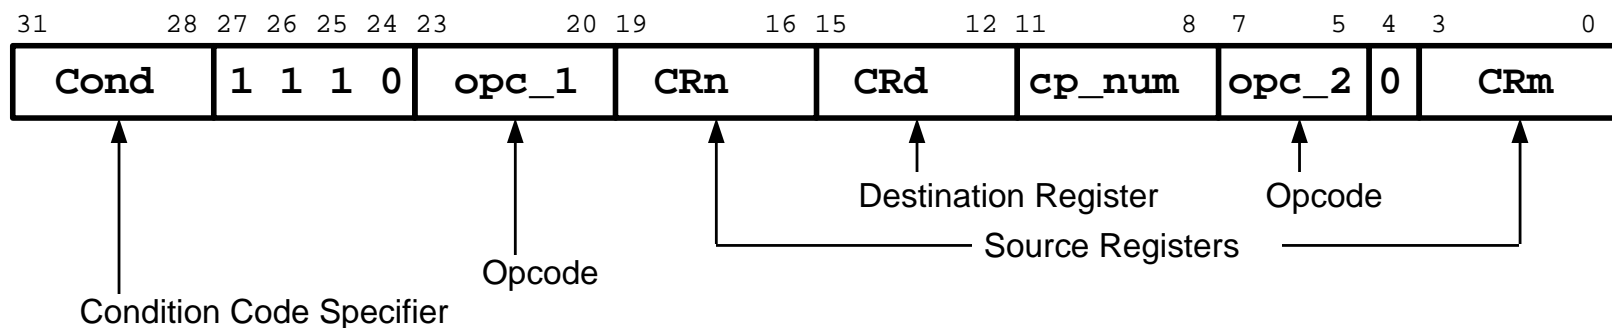 31 28 27 26 25 24 23 20 19 16 15 12 11 8 7 5 4 3 0
Cond 1 1 1 0 opc_1 CRn CRd cp_num opc_2 0 CRm
Destination Register Opcode
Source Registers
Opcode
Condition Code Specifier